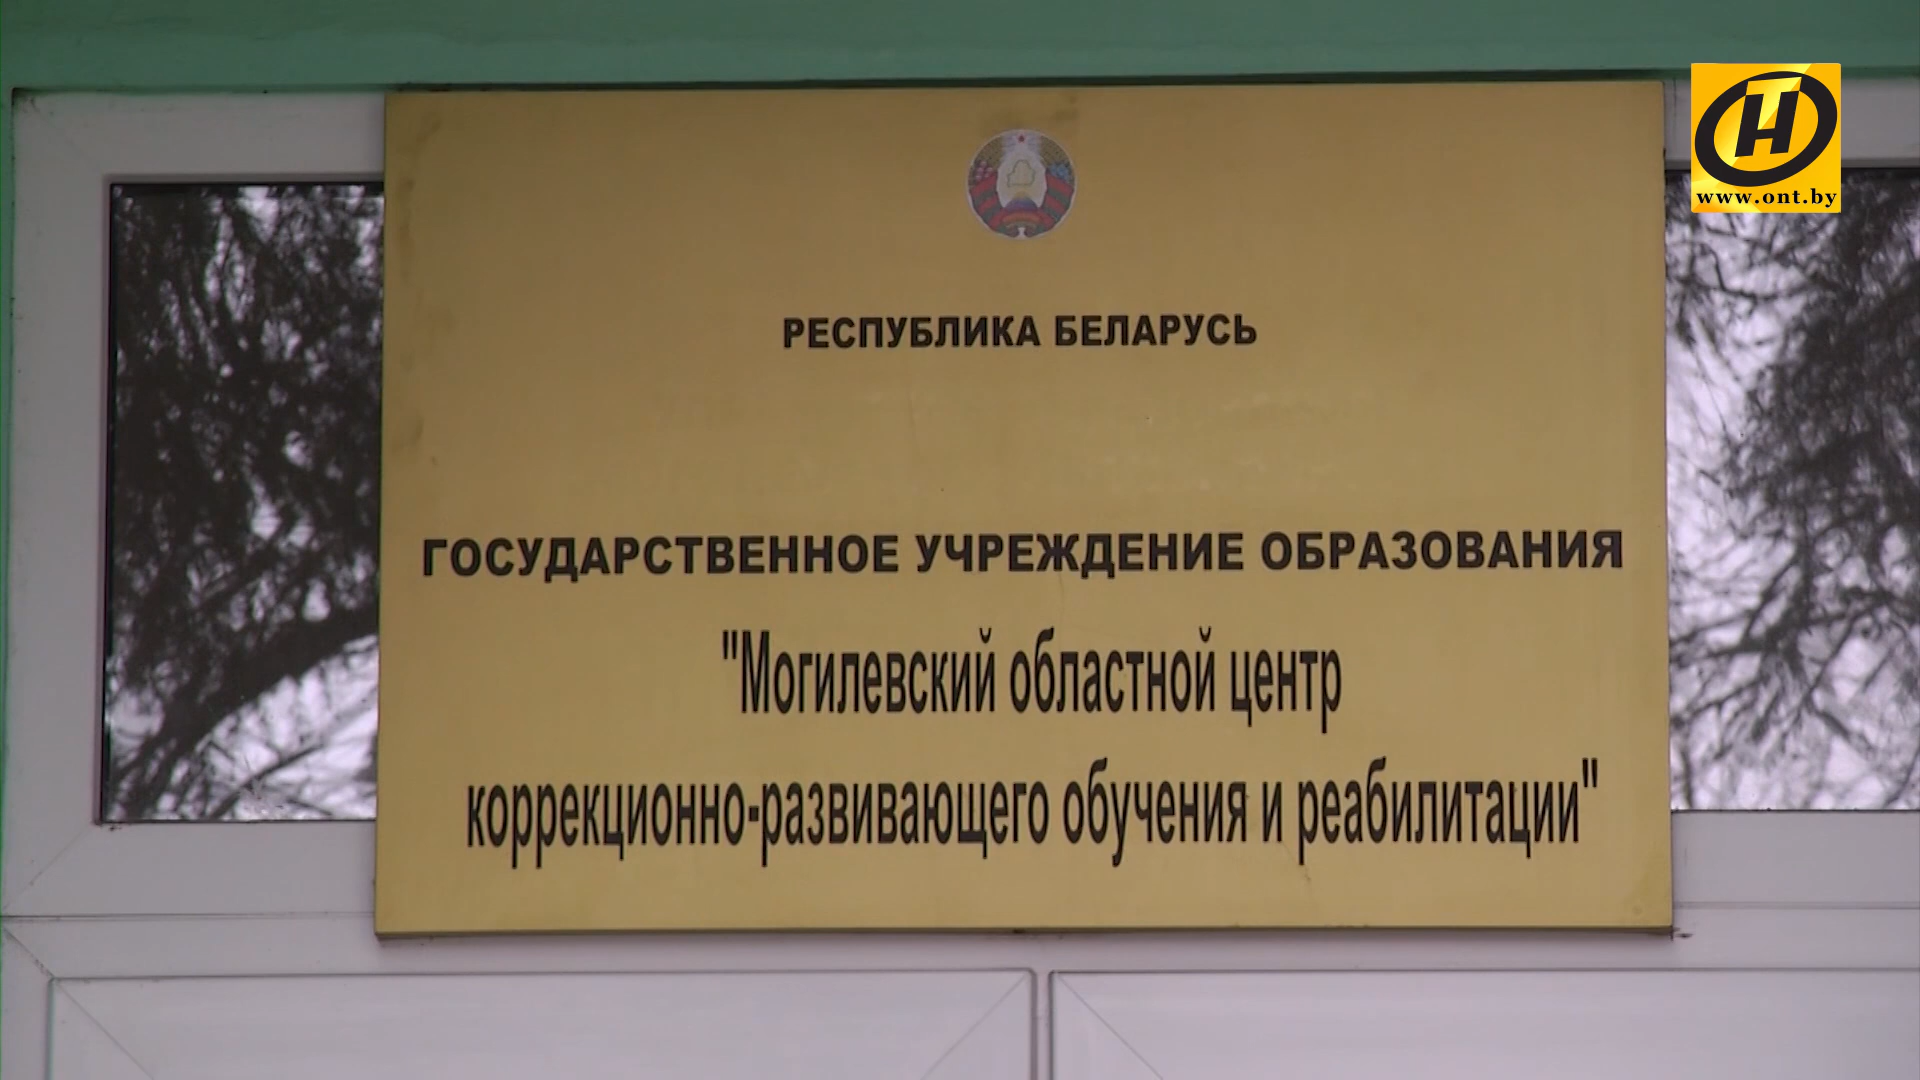 Н
www.ont.by
РЕСПУБЛИКА БЕЛАРУСЬ
ГОСУДАРСТВЕННОЕ УЧРЕЖДЕНИЕ ОБРАЗОВАНИЯ
"Могилевский областной центр
коррекционно-развивающего обучения и реабилитации"